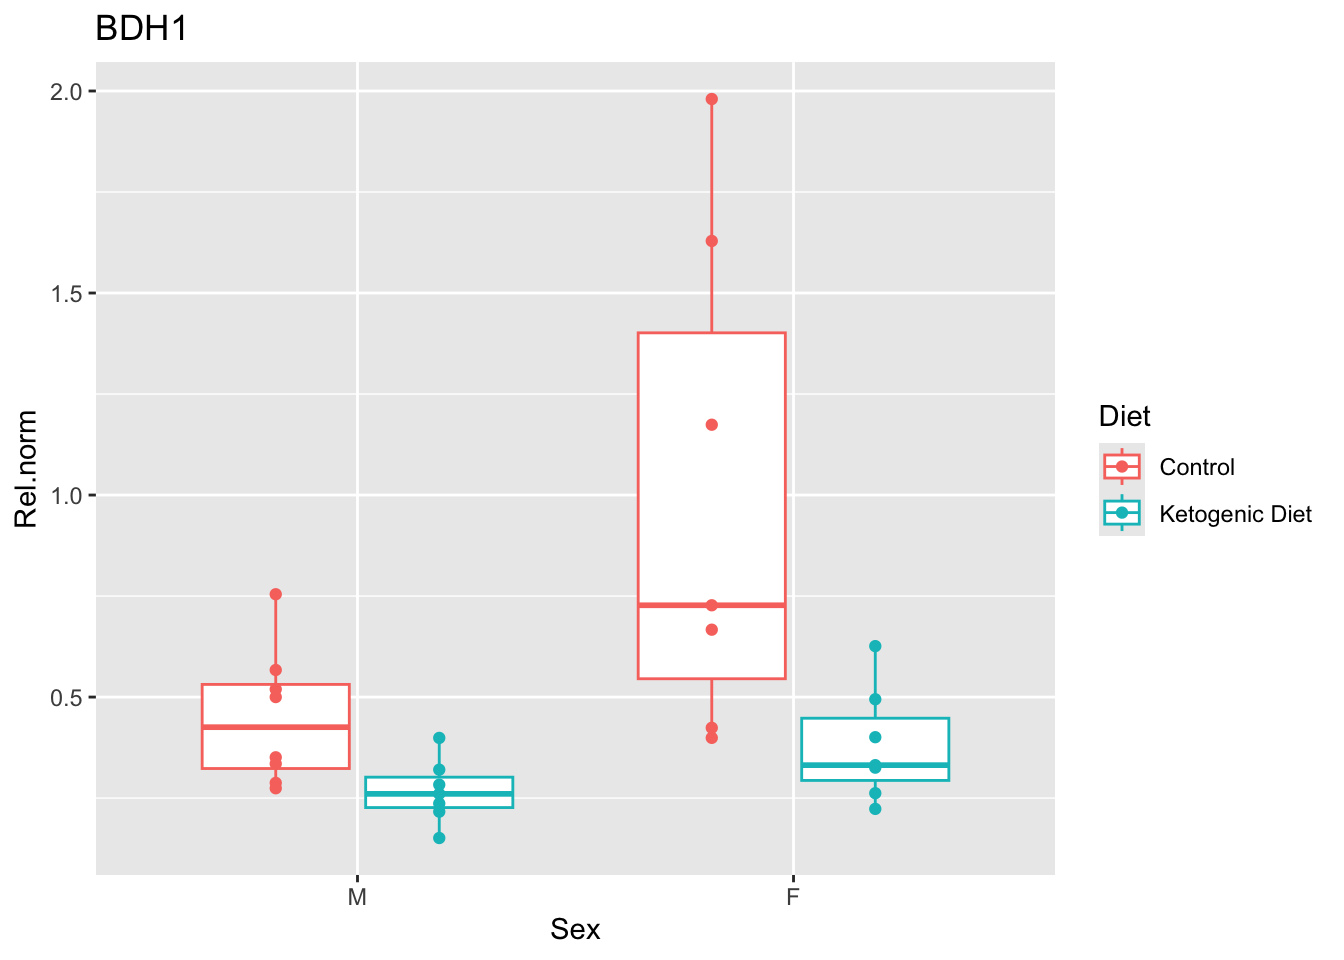 BDH1
2.0
1.5
1.0
0.5
Rel.norm
M F
Sex
Diet
Control
Ketogenic Diet